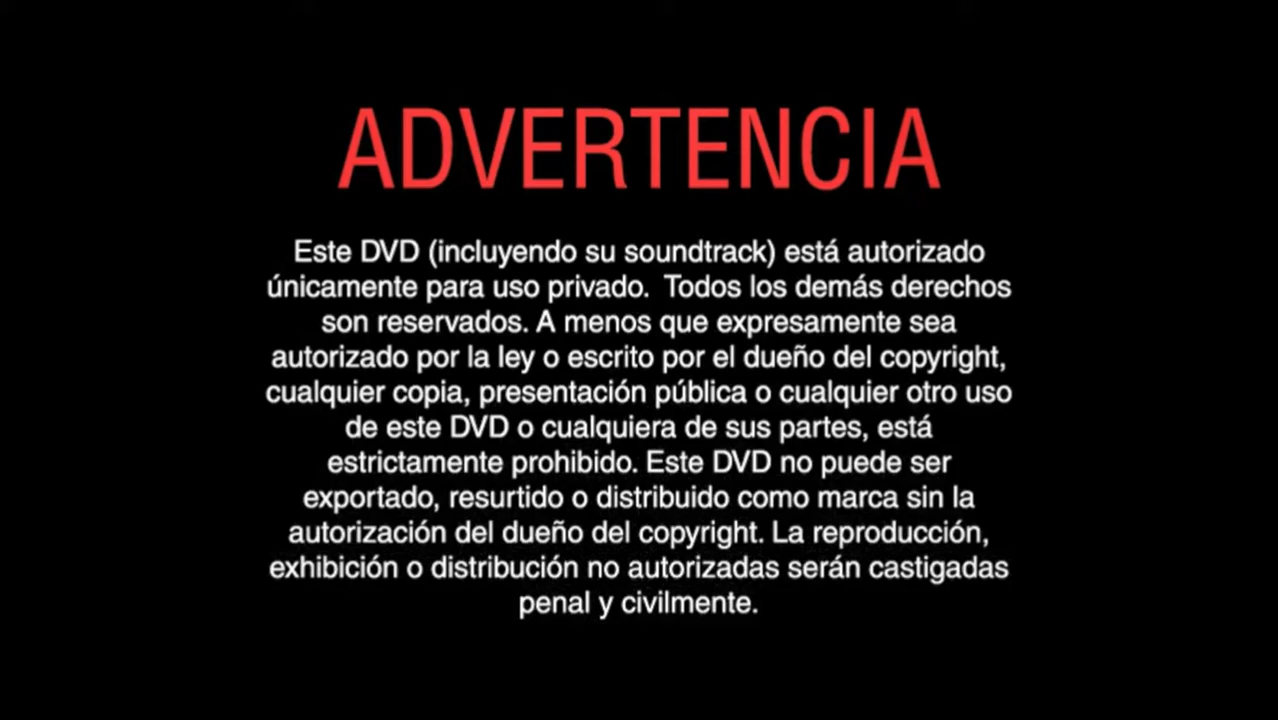 ADVERTENCIA
Este DVD (incluyendo su soundtrack) está autorizado
únicamente para uso privado.  Todos los demás derechos
son reservados. A menos que expresamente sea
autorizado por la ley o escrito por el dueño del copyright,
cualquier copia, presentación pública o cualquier otro uso
de este DVD o cualquiera de sus partes, está
estrictamente prohibido. Este DVD no puede ser
exportado, resurtido o distribuido como marca sin la
autorización del dueño del copyright. La reproducción,
exhibición o distribución no autorizadas serán castigadas
penal y civilmente.